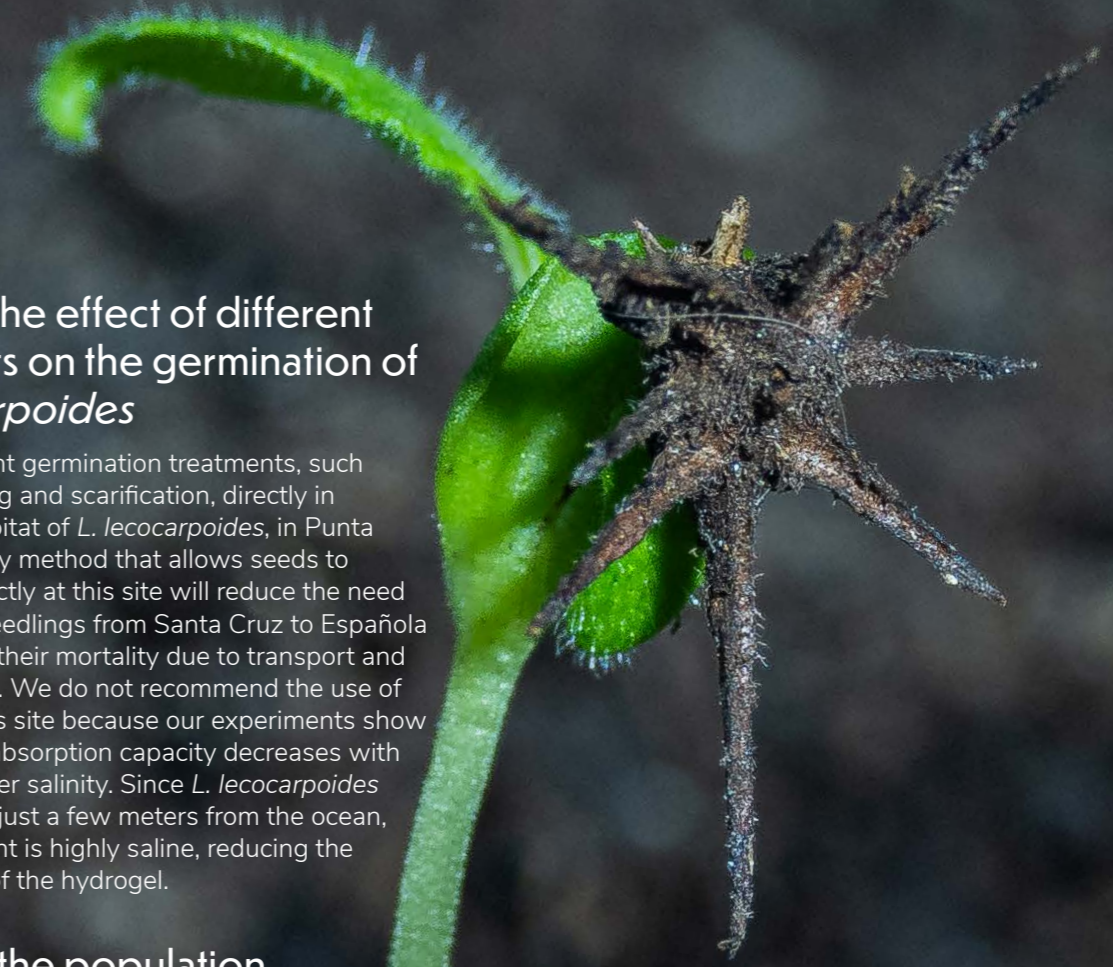 he effect of different
s on the germination of
rpoides
nt germination treatments, such
g and scarification, directly in
bitat of L. lecocarpoides, in Punta
y method that allows seeds to
ctly at this site will reduce the need
eedlings from Santa Cruz to Española
their mortality due to transport and
. We do not recommend the use of
s site because our experiments show
absorption capacity decreases with
er salinity. Since L. lecocarpoides
just a few meters from the ocean,
nt is highly saline, reducing the
of the hydrogel.
the population